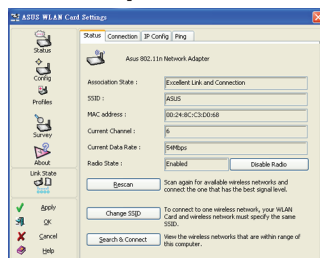 ASUS WLAN Card Settings
Status
Config
Profiles
Survey
About
Link State
Apply
OK
Cancel
Help
Status Connection IP Config Ping
Asus 802.11n Network Adapter
Association State : Excellent Link and Connection
SSID : ASUS
MAC address : 00:24:8C:C3:D0:68
Current Channel : 6
Current Data Rate : 54Mbps
Radio State : Enabled Disable Radio
Rescan Scan again for available wireless networks and
connect the one that has the best signal level.
Change SSID To connect to one wireless network, your WLAN
Card and wireless network must specify the same
SSID.
Search & Connect View the wireless networks that are within range of
this computer.